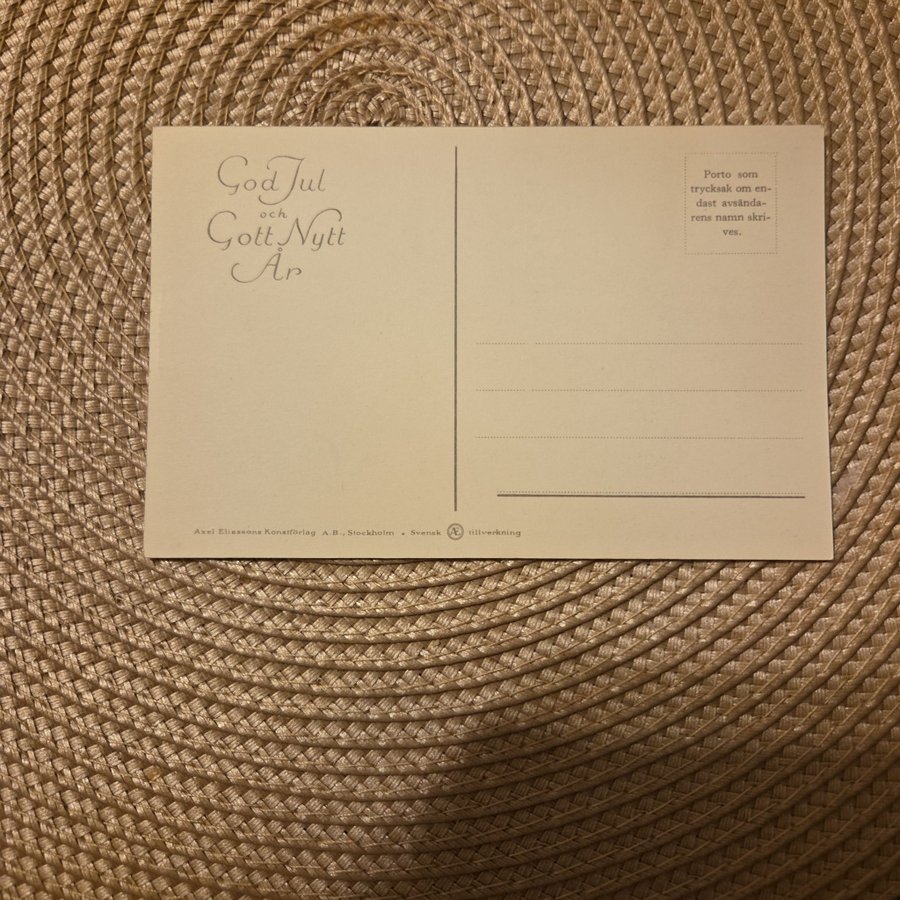 God Jul
och
Gott Nytt
År
Porto som
trycksak om en-
dast avsända-
rens namn skri-
ves.
Axel Eliassons Konstförlag A.B., Stockholm • Svensk Æ tillverkning